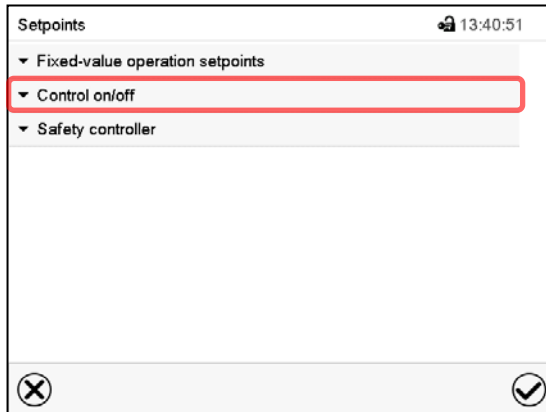 Setpoints 13:40:51
Fixed-value operation setpoints
Control on/off
Safety controller